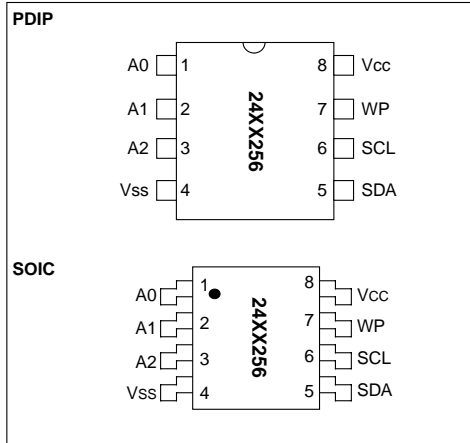 PDIP
A0 1 8 Vcc
A1 2 7 WP
A2 3 6 SCL
Vss 4 5 SDA
24XX256
SOIC
A0 1 8 VCC
A1 2 7 WP
A2 3 6 SCL
VSS 4 5 SDA
24XX256